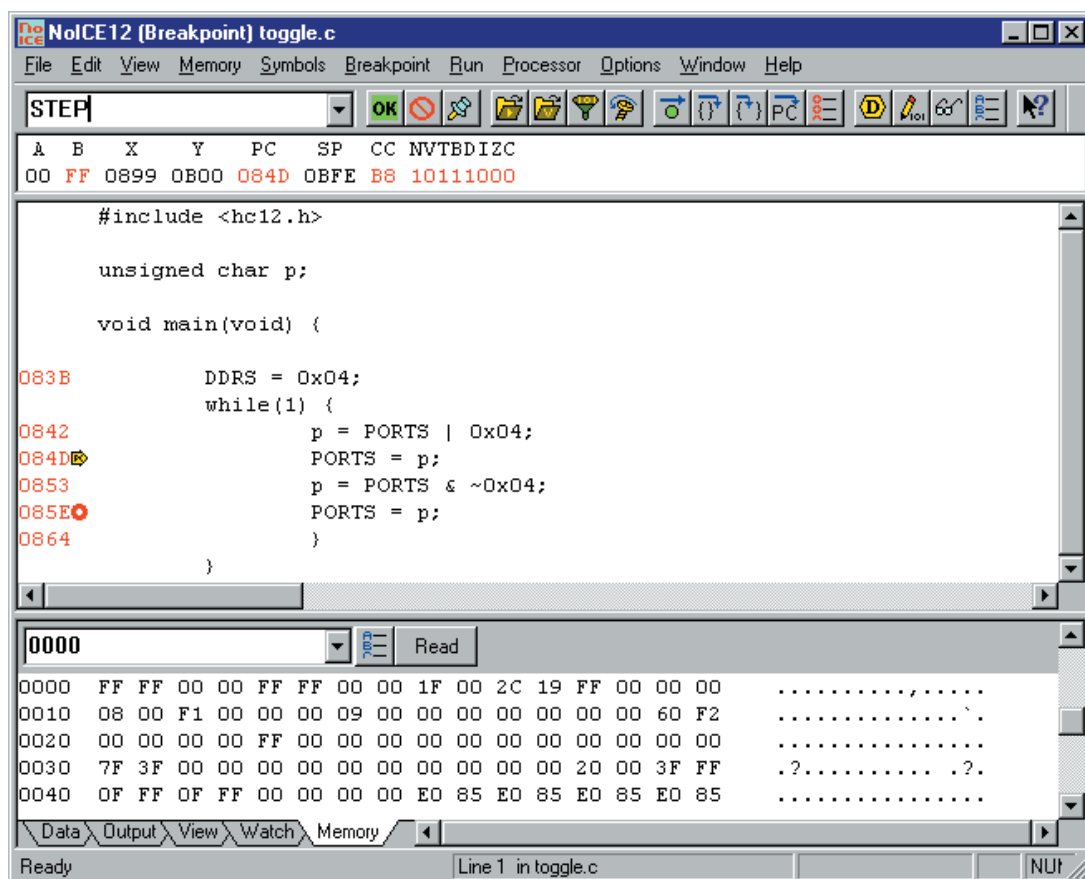 No ICE NoICE12 (Breakpoint) toggle.c
File Edit View Memory Symbols Breakpoint Run Processor Options Window Help
STEP OK PC D
A B X Y PC SP CC NVTBDIZC
00 FF 0899 0B00 084D 0BFE B8 10111000
#include <hc12.h>
unsigned char p;
void main(void) {
083B DDRS = 0x04;
while(1) {
0842 p = PORTS | 0x04;
084D PORTS = p;
0853 p = PORTS & ~0x04;
085E PORTS = p;
0864 }
}
0000 Read
0000 FF FF 00 00 FF FF 00 00 1F 00 2C 19 FF 00 00 00 ..........,.....
0010 08 00 F1 00 00 00 09 00 00 00 00 00 00 00 60 F2 ..............`.
0020 00 00 00 00 FF 00 00 00 00 00 00 00 00 00 00 00 ................
0030 7F 3F 00 00 00 00 00 00 00 00 00 00 20 00 3F FF .?.......... .?.
0040 0F FF 0F FF 00 00 00 00 E0 85 E0 85 E0 85 E0 85 ................
Data Output View Watch Memory
Ready Line 1 in toggle.c